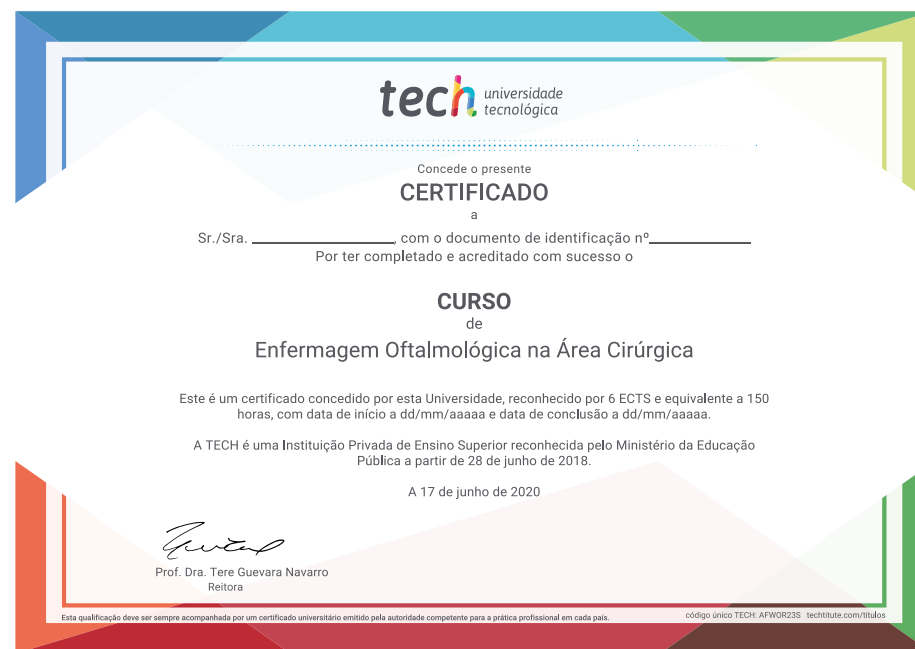 tech universidade
tecnológica
Concede o presente
CERTIFICADO
a
Sr./Sra. ____________________, com o documento de identificação nº______________
Por ter completado e acreditado com sucesso o
CURSO
de
Enfermagem Oftalmológica na Área Cirúrgica
Este é um certificado concedido por esta Universidade, reconhecido por 6 ECTS e equivalente a 150
horas, com data de início a dd/mm/aaaaa e data de conclusão a dd/mm/aaaaa.
A TECH é uma Instituição Privada de Ensino Superior reconhecida pelo Ministério da Educação
Pública a partir de 28 de junho de 2018.
A 17 de junho de 2020
Prof. Dra. Tere Guevara Navarro
Reitora
Esta qualificação deve ser sempre acompanhada por um certificado universitário emitido pela autoridade competente para a prática profissional em cada país.
código único TECH: AFWOR23S techtitute.com/titulos